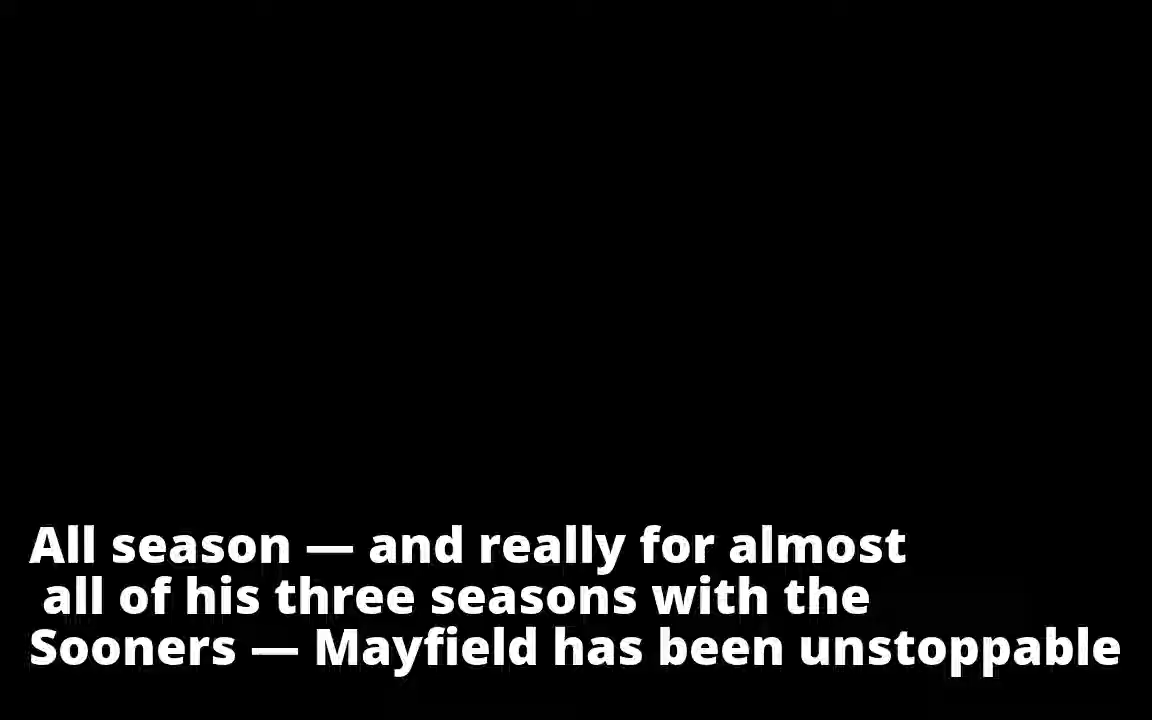 All season — and really for almost
all of his three seasons with the
Sooners — Mayfield has been unstoppable